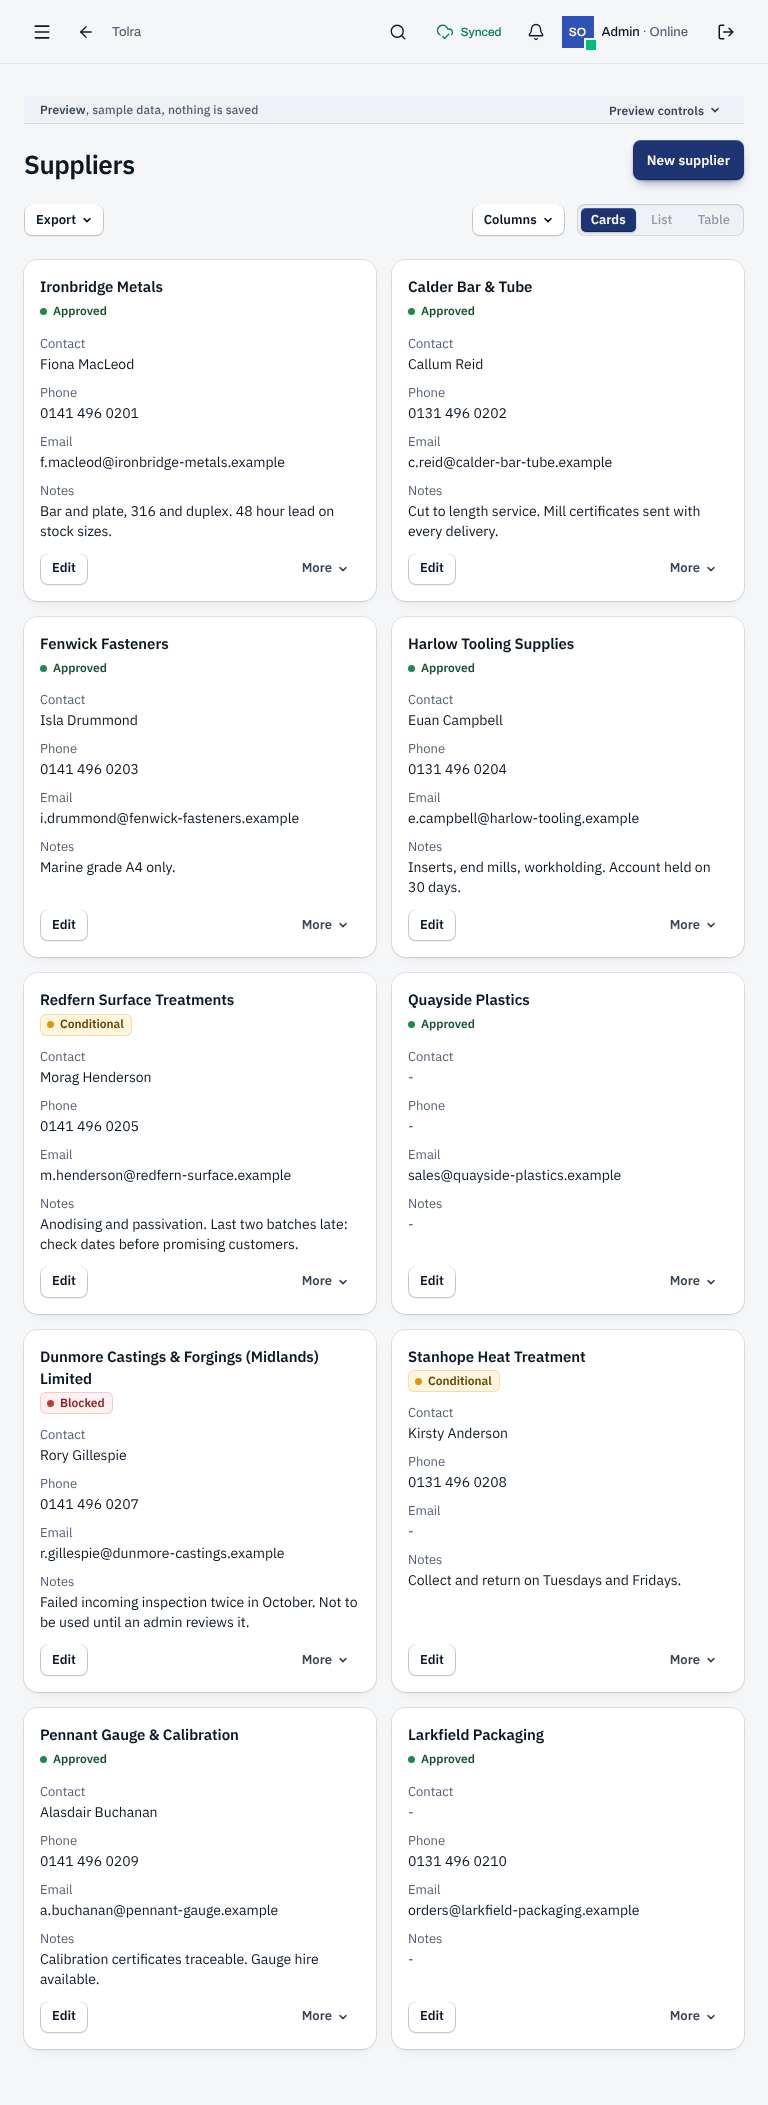 Tolra
Synced
SO
Admin · Online
Preview, sample data, nothing is saved
Preview controls
Suppliers
New supplier
Export
Columns
Cards
List
Table
Ironbridge Metals
Approved
Contact
Fiona MacLeod
Phone
0141 496 0201
Email
f.macleod@ironbridge-metals.example
Notes
Bar and plate, 316 and duplex. 48 hour lead on
stock sizes.
Edit
More
Calder Bar & Tube
Approved
Contact
Callum Reid
Phone
0131 496 0202
Email
c.reid@calder-bar-tube.example
Notes
Cut to length service. Mill certificates sent with
every delivery.
Edit
More
Fenwick Fasteners
Approved
Contact
Isla Drummond
Phone
0141 496 0203
Email
i.drummond@fenwick-fasteners.example
Notes
Marine grade A4 only.
Edit
More
Harlow Tooling Supplies
Approved
Contact
Euan Campbell
Phone
0131 496 0204
Email
e.campbell@harlow-tooling.example
Notes
Inserts, end mills, workholding. Account held on
30 days.
Edit
More
Redfern Surface Treatments
Conditional
Contact
Morag Henderson
Phone
0141 496 0205
Email
m.henderson@redfern-surface.example
Notes
Anodising and passivation. Last two batches late:
check dates before promising customers.
Edit
More
Quayside Plastics
Approved
Contact
-
Phone
-
Email
sales@quayside-plastics.example
Notes
-
Edit
More
Dunmore Castings & Forgings (Midlands)
Limited
Blocked
Contact
Rory Gillespie
Phone
0141 496 0207
Email
r.gillespie@dunmore-castings.example
Notes
Failed incoming inspection twice in October. Not to
be used until an admin reviews it.
Edit
More
Stanhope Heat Treatment
Conditional
Contact
Kirsty Anderson
Phone
0131 496 0208
Email
-
Notes
Collect and return on Tuesdays and Fridays.
Edit
More
Pennant Gauge & Calibration
Approved
Contact
Alasdair Buchanan
Phone
0141 496 0209
Email
a.buchanan@pennant-gauge.example
Notes
Calibration certificates traceable. Gauge hire
available.
Edit
More
Larkfield Packaging
Approved
Contact
-
Phone
0131 496 0210
Email
orders@larkfield-packaging.example
Notes
-
Edit
More